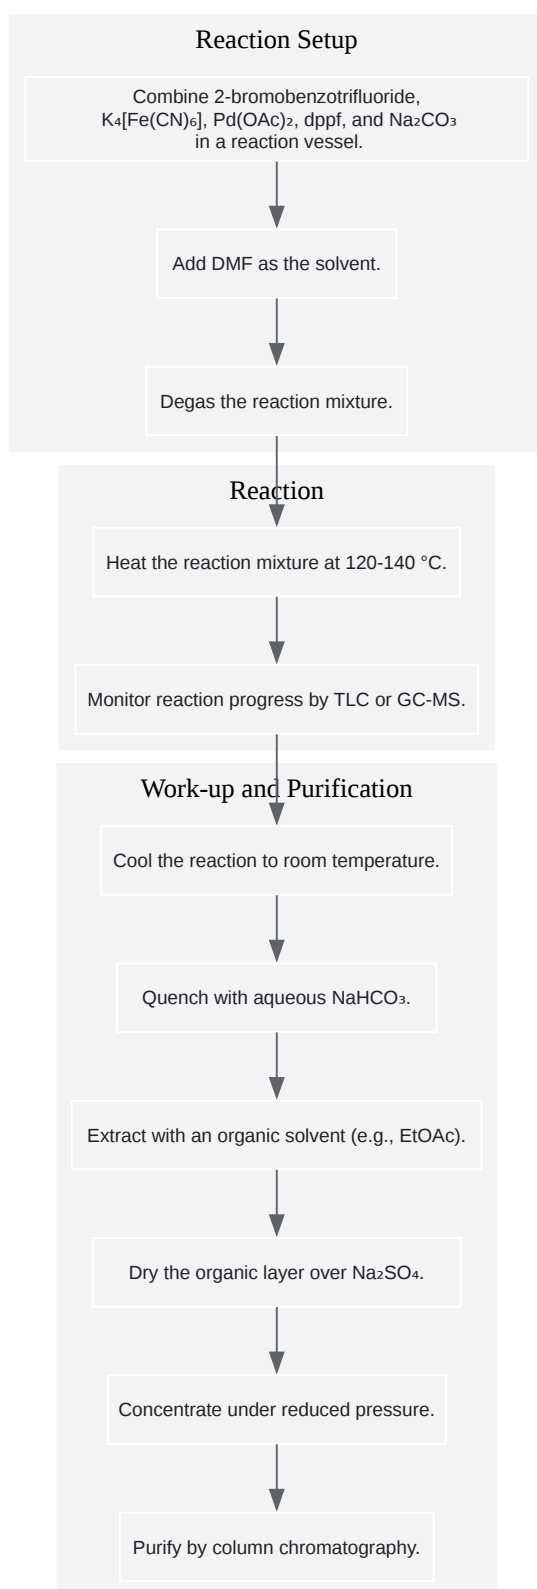 Reaction Setup
Combine 2-bromobenzotrifluoride,
K₄[Fe(CN)₆], Pd(OAc)₂, dppf, and Na₂CO₃
in a reaction vessel.
Add DMF as the solvent.
Degas the reaction mixture.
Reaction
Heat the reaction mixture at 120-140 °C.
Monitor reaction progress by TLC or GC-MS.
Work-up and Purification
Cool the reaction to room temperature.
Quench with aqueous NaHCO₃.
Extract with an organic solvent (e.g., EtOAc).
Dry the organic layer over Na₂SO₄.
Concentrate under reduced pressure.
Purify by column chromatography.